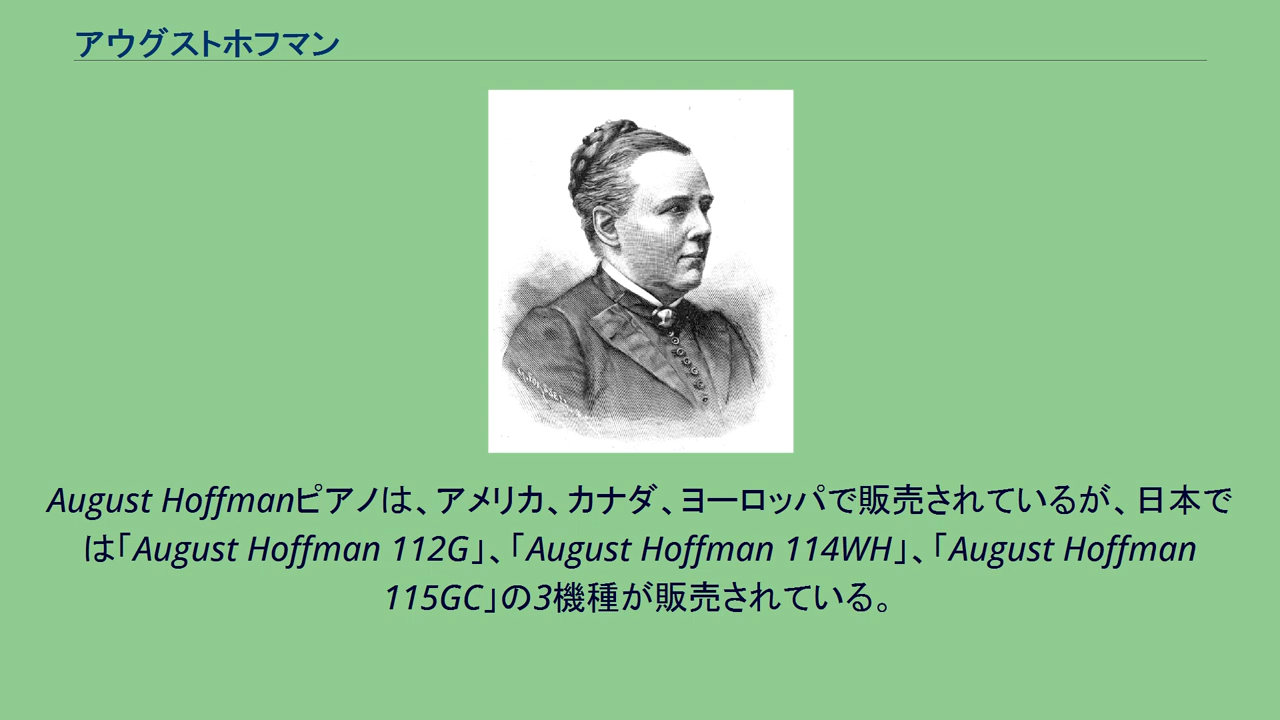 アウグストホフマン
August Hoffmanピアノは、アメリカ、カナダ、ヨーロッパで販売されているが、日本で
は「August Hoffman 112G」、「August Hoffman 114WH」、「August Hoffman
115GC」の3機種が販売されている。